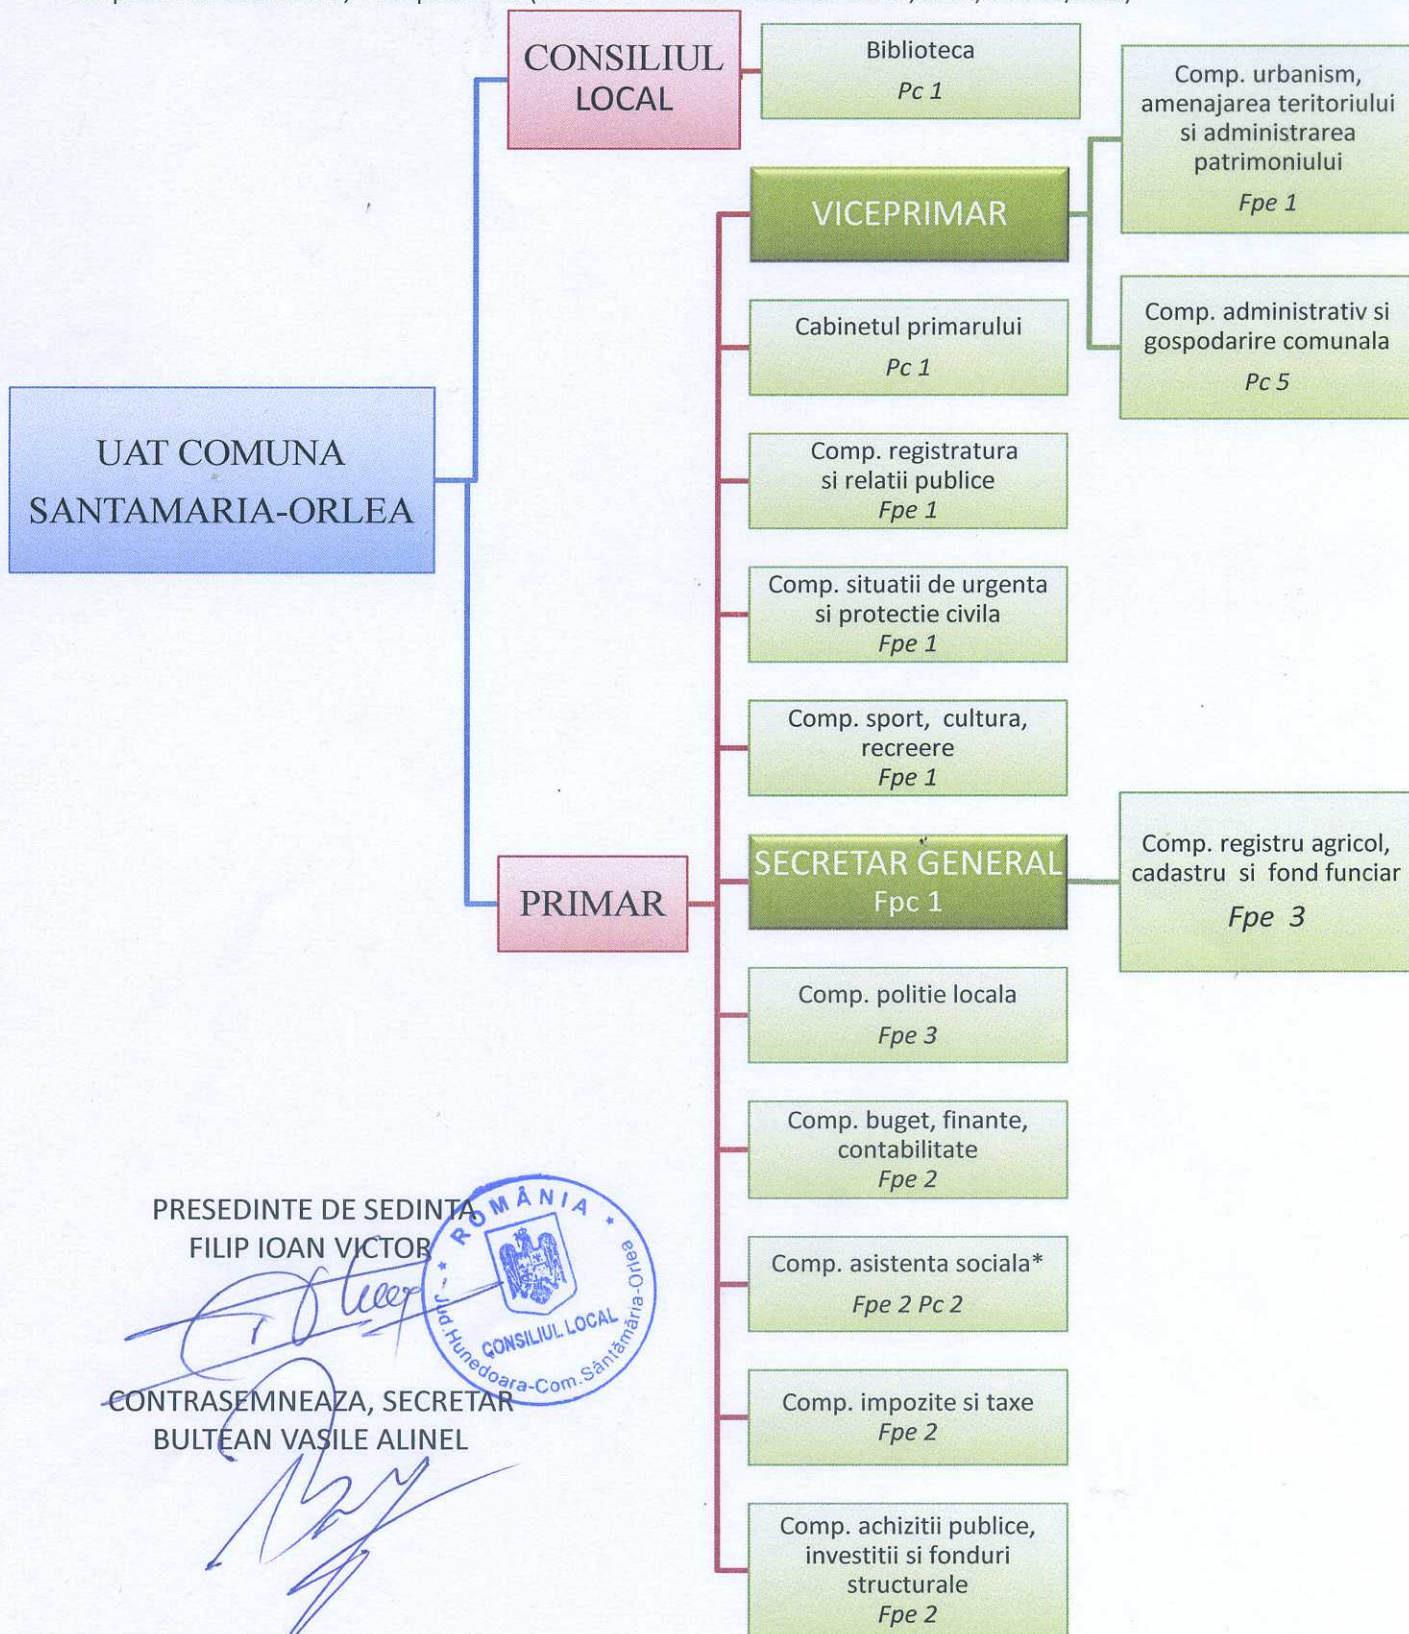 CONSILIUL
LOCAL
Biblioteca
Pc 1
Comp. urbanism,
amenajarea teritoriului
si administrarea
patrimoniului
Fpe 1
VICEPRIMAR
Comp. administrativ si
gospodarire comunala
Pc 5
Cabinetul primarului
Pc 1
UAT COMUNA
SANTAMARIA-ORLEA
Comp. registratura
si relatii publice
Fpe 1
Comp. situatii de urgenta
si protectie civila
Fpe 1
Comp. sport, cultura,
recreere
Fpe 1
PRIMAR
SECRETAR GENERAL
Fpc 1
Comp. registru agricol,
cadastru si fond funciar
Fpe 3
Comp. politie locala
Fpe 3
Comp. buget, finante,
contabilitate
Fpe 2
Comp. asistenta sociala*
Fpe 2 Pc 2
Comp. impozite si taxe
Fpe 2
Comp. achizitii publice,
investitii si fonduri
structurale
Fpe 2
PRESEDINTE DE SEDINTA
FILIP IOAN VICTOR
* ROMÂNIA *
CONSILIUL LOCAL
Jud.Hunedoara-Com.Sântămăria-Orlea
CONTRASEMNEAZA, SECRETAR
BULTEAN VASILE ALINEL